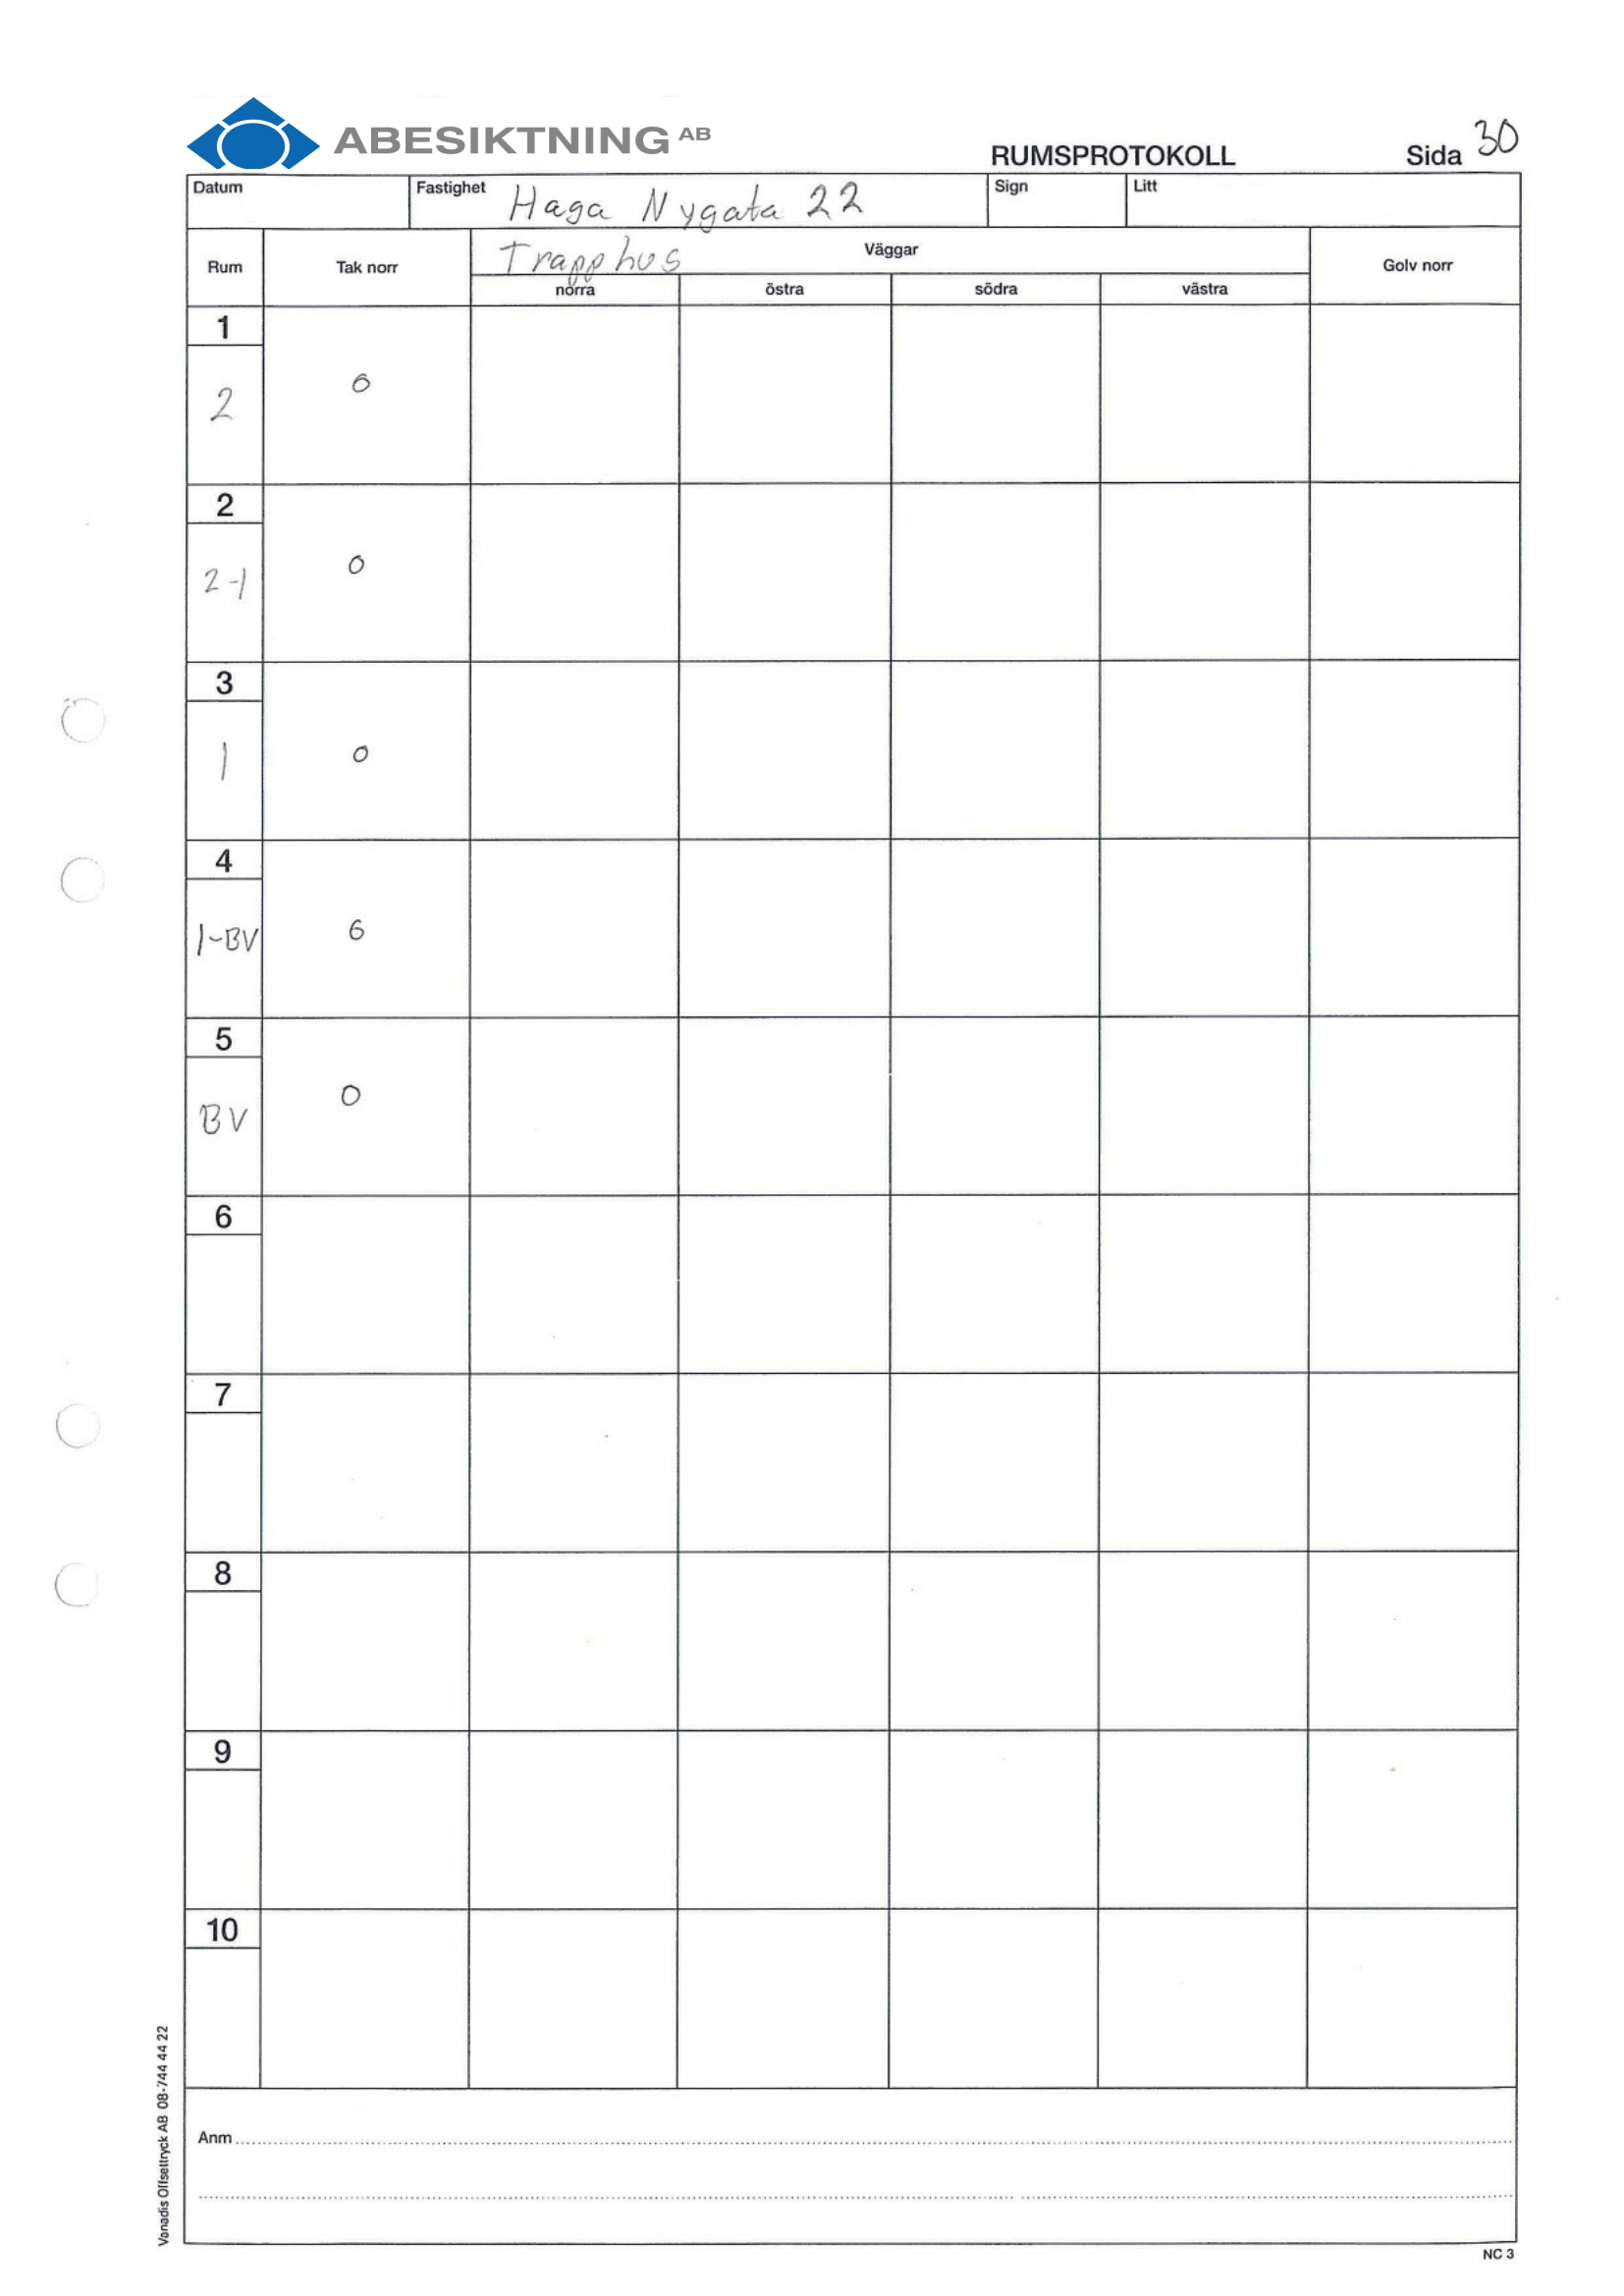 ABESIKTNING AB
RUMSPROTOKOLL Sida 30
Datum Fastighet Haga Nygata 22 Sign Litt
Rum Tak norr Trapphus Väggar Golv norr
norra östra södra västra
1
2 0
2
2-1 0
3
1 0
4
1-BV 6
5
BV 0
6
7
8
9
10
Anm
Vanadis Offsettryck AB 08-744 44 22
NC 3